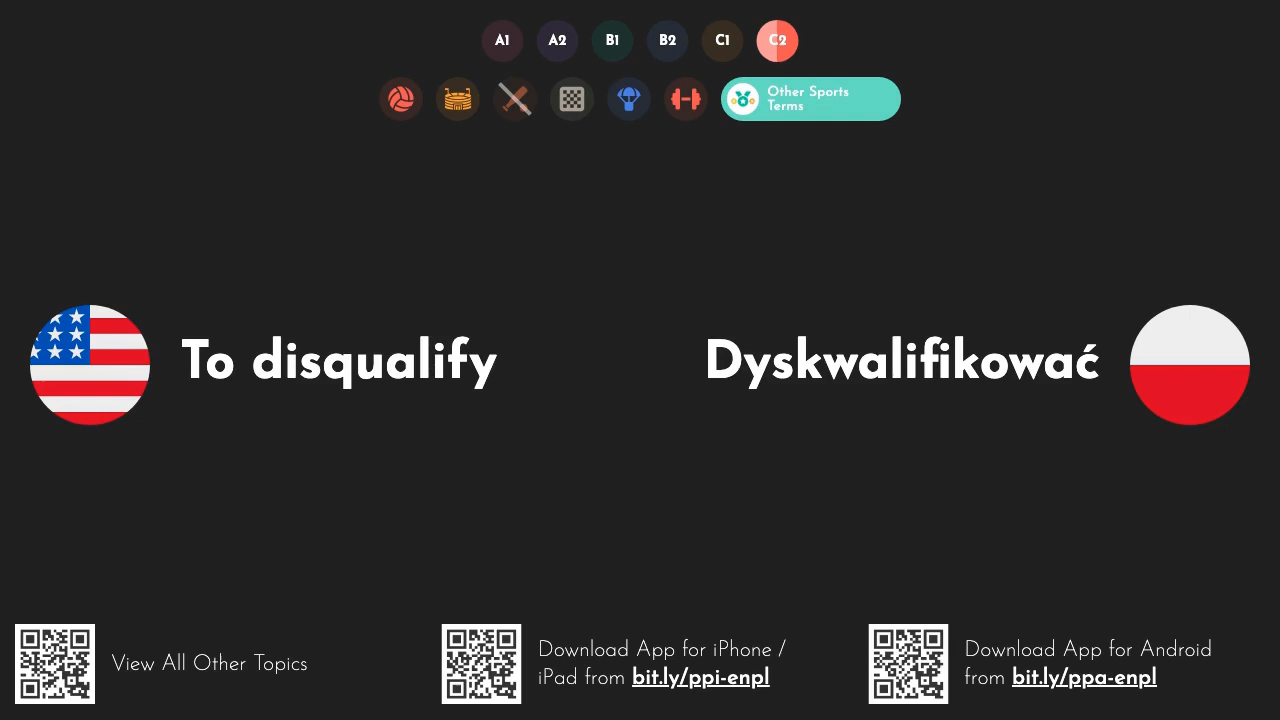 A1 A2 B1 B2 C1 C2
Other Sports
Terms
To disqualify
Dyskwalifikować
View All Other Topics
Download App for iPhone /
iPad from bit.ly/ppi-enpl
Download App for Android
from bit.ly/ppa-enpl